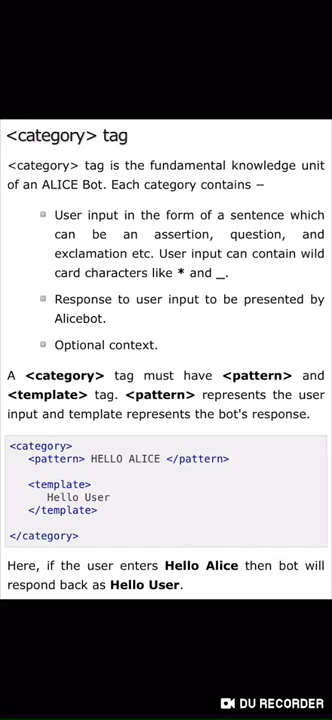 <category> tag
<category> tag is the fundamental knowledge unit
of an ALICE Bot. Each category contains −
User input in the form of a sentence which
can be an assertion, question, and
exclamation etc. User input can contain wild
card characters like * and _.
Response to user input to be presented by
Alicebot.
Optional context.
A <category> tag must have <pattern> and
<template> tag. <pattern> represents the user
input and template represents the bot's response.
<category>
<pattern> HELLO ALICE </pattern>
<template>
Hello User
</template>
</category>
Here, if the user enters Hello Alice then bot will
respond back as Hello User.
DU RECORDER